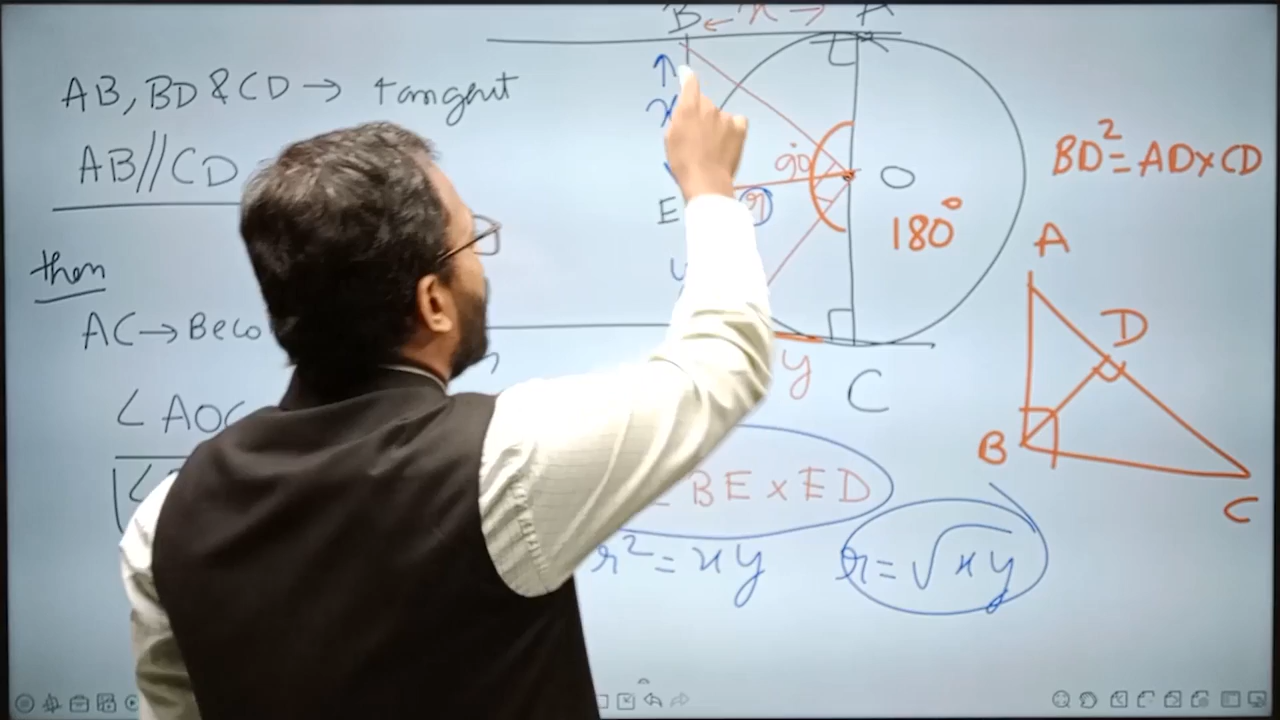 B ← x → A
AB, BD & CD → tangent
AB//CD
then
AC → Beco
∠AOC
x
90
O
180°
E
r
y
C
BD² = AD×CD
A
D
B
C
BE × ED
r² = xy
r = √xy